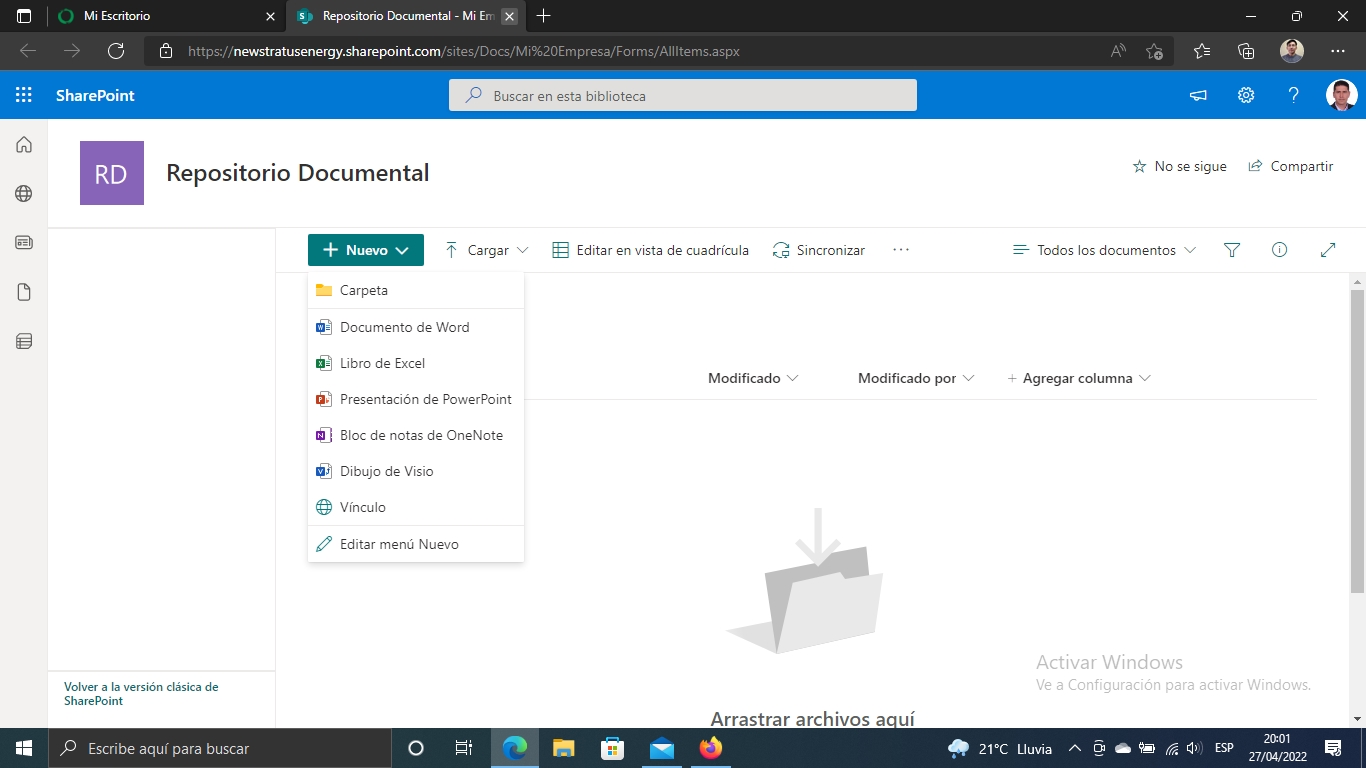 Mi Escritorio
Repositorio Documental - Mi Em
https://newstratusenergy.sharepoint.com/sites/Docs/Mi%20Empresa/Forms/AllItems.aspx
SharePoint
Buscar en esta biblioteca
RD
Repositorio Documental
No se sigue
Compartir
Nuevo
Cargar
Editar en vista de cuadrícula
Sincronizar
Todos los documentos
Carpeta
Documento de Word
Libro de Excel
Presentación de PowerPoint
Bloc de notas de OneNote
Dibujo de Visio
Vínculo
Editar menú Nuevo
Modificado
Modificado por
Agregar columna
Arrastrar archivos aquí
Activar Windows
Ve a Configuración para activar Windows.
Volver a la versión clásica de
SharePoint
Escribe aquí para buscar
21°C Lluvia
ESP
20:01
27/04/2022